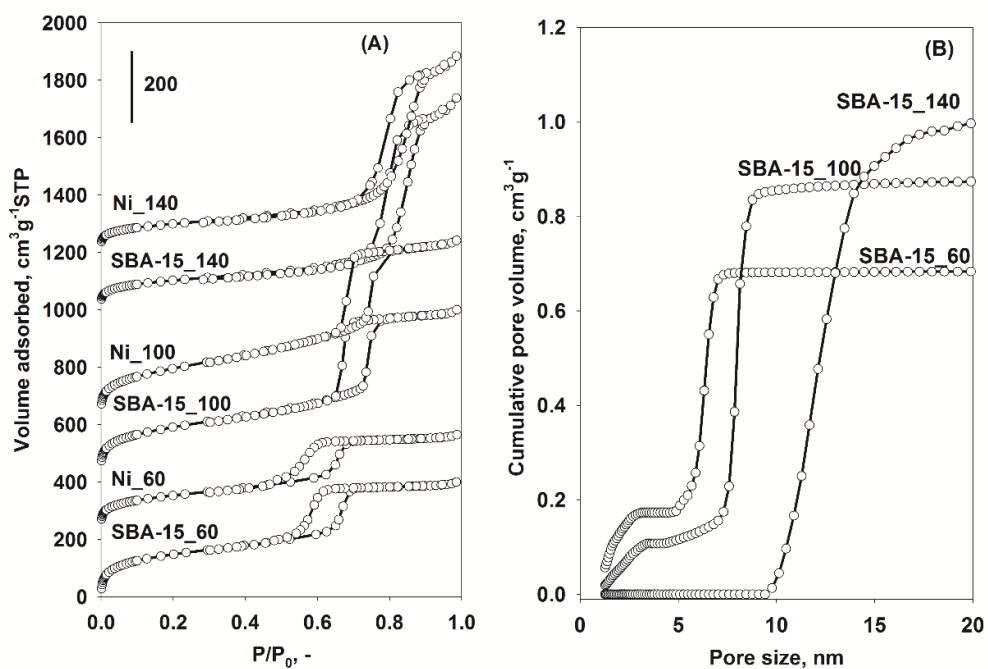 (A)
200
Ni_140
SBA-15_140
Ni_100
SBA-15_100
Ni_60
SBA-15_60
Volume adsorbed, cm³g⁻¹STP
2000
1800
1600
1400
1200
1000
800
600
400
200
0
0.0 0.2 0.4 0.6 0.8 1.0
P/P₀, -
(B)
SBA-15_140
SBA-15_100
SBA-15_60
Cumulative pore volume, cm³g⁻¹
1.0
0.8
0.6
0.4
0.2
0.0
0 5 10 15 20
Pore size, nm